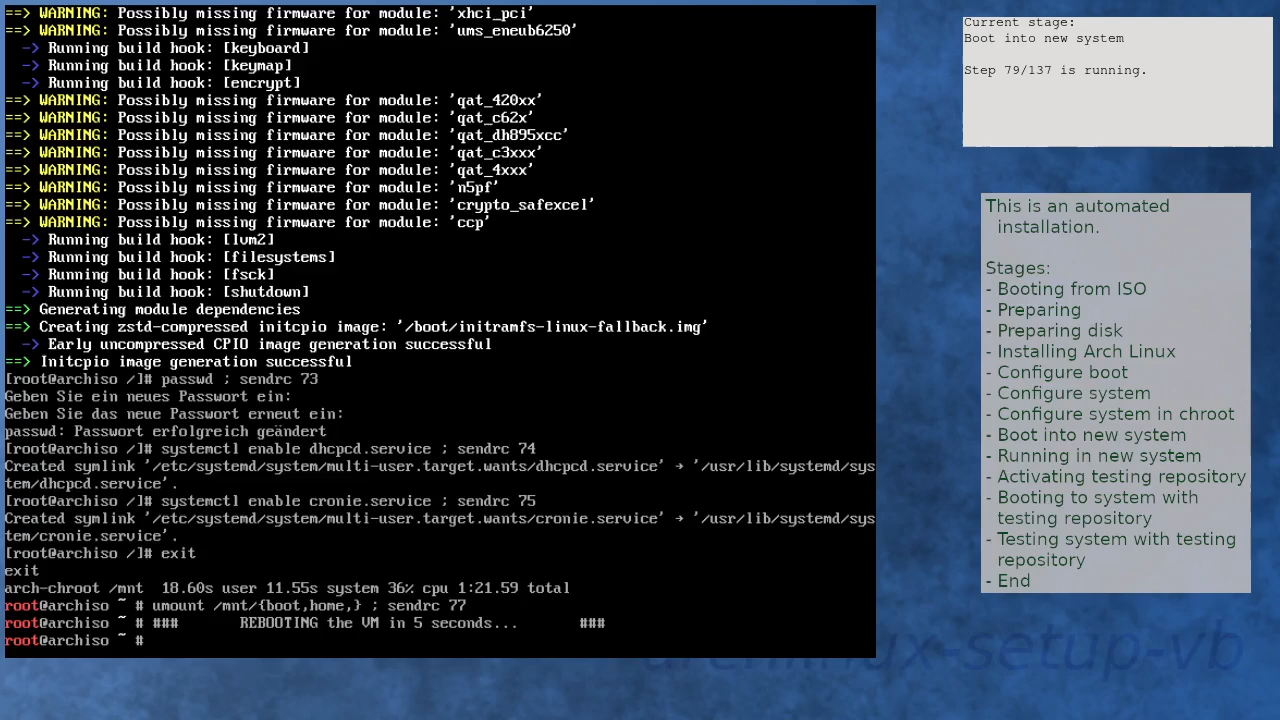 ==> WARNING: Possibly missing firmware for module: 'xhci_pci'
==> WARNING: Possibly missing firmware for module: 'ums_eneub6250'
  -> Running build hook: [keyboard]
  -> Running build hook: [keymap]
  -> Running build hook: [encrypt]
==> WARNING: Possibly missing firmware for module: 'qat_420xx'
==> WARNING: Possibly missing firmware for module: 'qat_c62x'
==> WARNING: Possibly missing firmware for module: 'qat_dh895xcc'
==> WARNING: Possibly missing firmware for module: 'qat_c3xxx'
==> WARNING: Possibly missing firmware for module: 'qat_4xxx'
==> WARNING: Possibly missing firmware for module: 'n5pf'
==> WARNING: Possibly missing firmware for module: 'crypto_safexcel'
==> WARNING: Possibly missing firmware for module: 'ccp'
  -> Running build hook: [lvm2]
  -> Running build hook: [filesystems]
  -> Running build hook: [fsck]
  -> Running build hook: [shutdown]
==> Generating module dependencies
==> Creating zstd-compressed initcpio image: '/boot/initramfs-linux-fallback.img'
  -> Early uncompressed CPIO image generation successful
==> Initcpio image generation successful
[root@archiso /]# passwd ; sendrc 73
Geben Sie ein neues Passwort ein:
Geben Sie das neue Passwort erneut ein:
passwd: Passwort erfolgreich geändert
[root@archiso /]# systemctl enable dhcpcd.service ; sendrc 74
Created symlink '/etc/systemd/system/multi-user.target.wants/dhcpcd.service' → '/usr/lib/systemd/sys
tem/dhcpcd.service'.
[root@archiso /]# systemctl enable cronie.service ; sendrc 75
Created symlink '/etc/systemd/system/multi-user.target.wants/cronie.service' → '/usr/lib/systemd/sys
tem/cronie.service'.
[root@archiso /]# exit
exit
arch-chroot /mnt  18.60s user 11.55s system 36% cpu 1:21.59 total
root@archiso ~ # umount /mnt/{boot,home,} ; sendrc 77
root@archiso ~ # ###       REBOOTING the VM in 5 seconds...       ###
root@archiso ~ #
Current stage:
Boot into new system
Step 79/137 is running.
This is an automated
installation.
Stages:
- Booting from ISO
- Preparing
- Preparing disk
- Installing Arch Linux
- Configure boot
- Configure system
- Configure system in chroot
- Boot into new system
- Running in new system
- Activating testing repository
- Booting to system with
testing repository
- Testing system with testing
repository
- End
archlinux-setup-vb